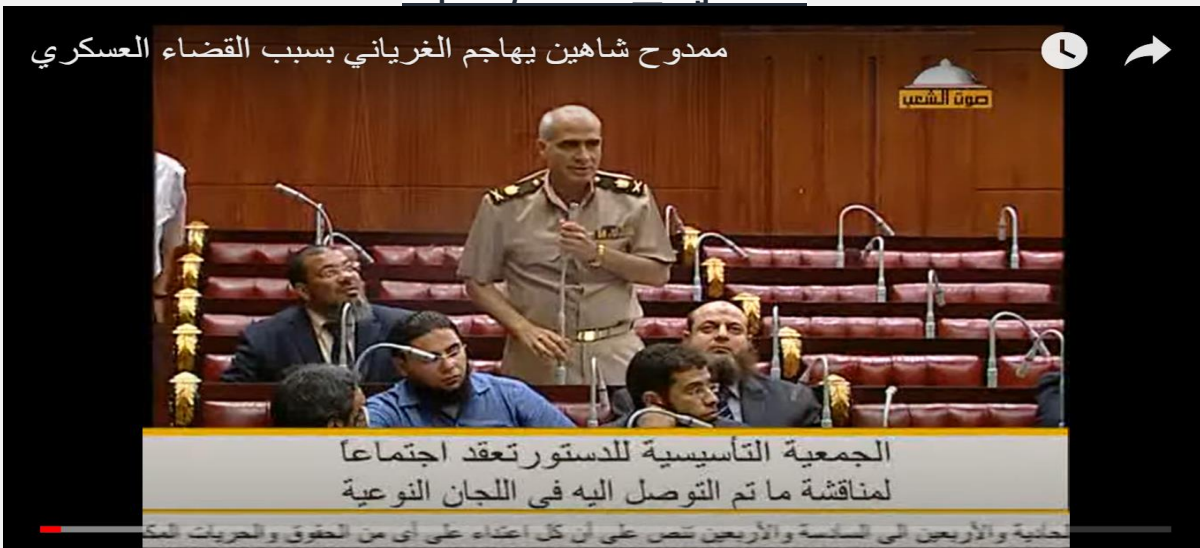 ممدوح شاهين يهاجم الغرياني بسبب القضاء العسكري
صوت الشعب
الجمعية التأسيسية للدستور تعقد اجتماعاً
لمناقشة ما تم التوصل اليه فى اللجان النوعية
والأربعين الى السادسة والأربعين تنص على أن كل اعتداء على أى من الحقوق والحريات